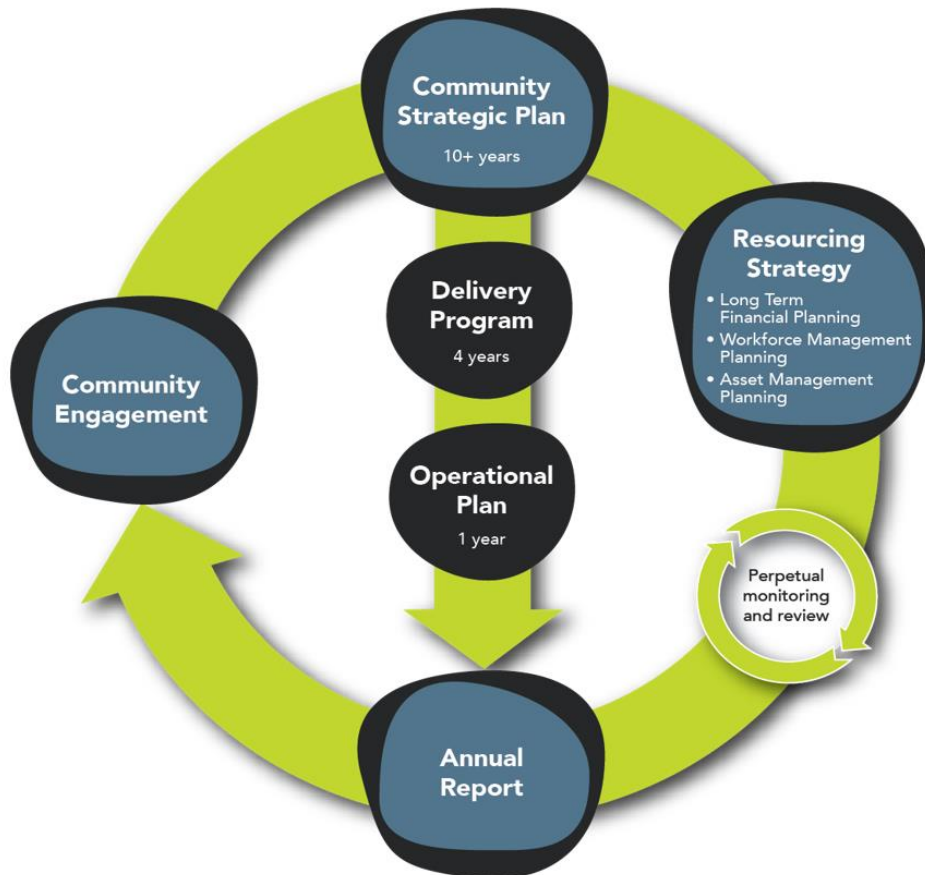 Community
Strategic Plan
10+ years
Resourcing
Strategy
• Long Term
Financial Planning
• Workforce Management
Planning
• Asset Management
Planning
Delivery
Program
4 years
Community
Engagement
Operational
Plan
1 year
Perpetual
monitoring
and review
Annual
Report